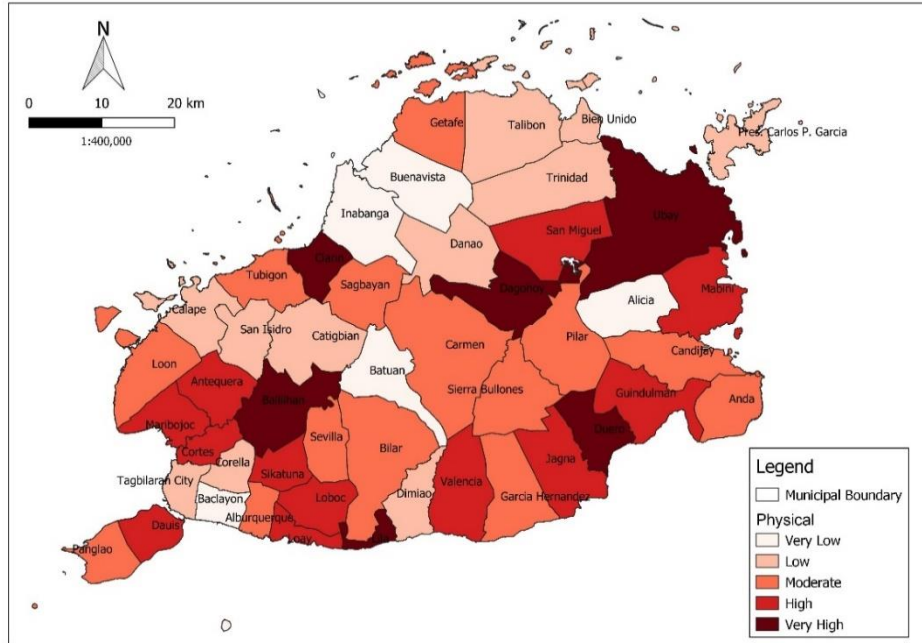 N
0 10 20 km
1:400,000
Getafe
Talibon
Bien Unido
Pres. Carlos P. Garcia
Buenavista
Trinidad
Inabanga
Ubay
San Miguel
Danao
Clarin
Tubigon
Sagbayan
Dagohoy
Alicia
Mabini
Calape
San Isidro
Catigbian
Carmen
Pilar
Candijay
Loon
Batuan
Antequera
Sierra Bullones
Guindulman
Anda
Balilihan
Maribojoc
Duero
Cortes
Sevilla
Bilar
Corella
Jagna
Tagbilaran City
Sikatuna
Valencia
Baclayon
Loboc
Dimiao
Garcia Hernandez
Alburquerque
Dauis
Loay
Panglao
Legend
Municipal Boundary
Physical
Very Low
Low
Moderate
High
Very High